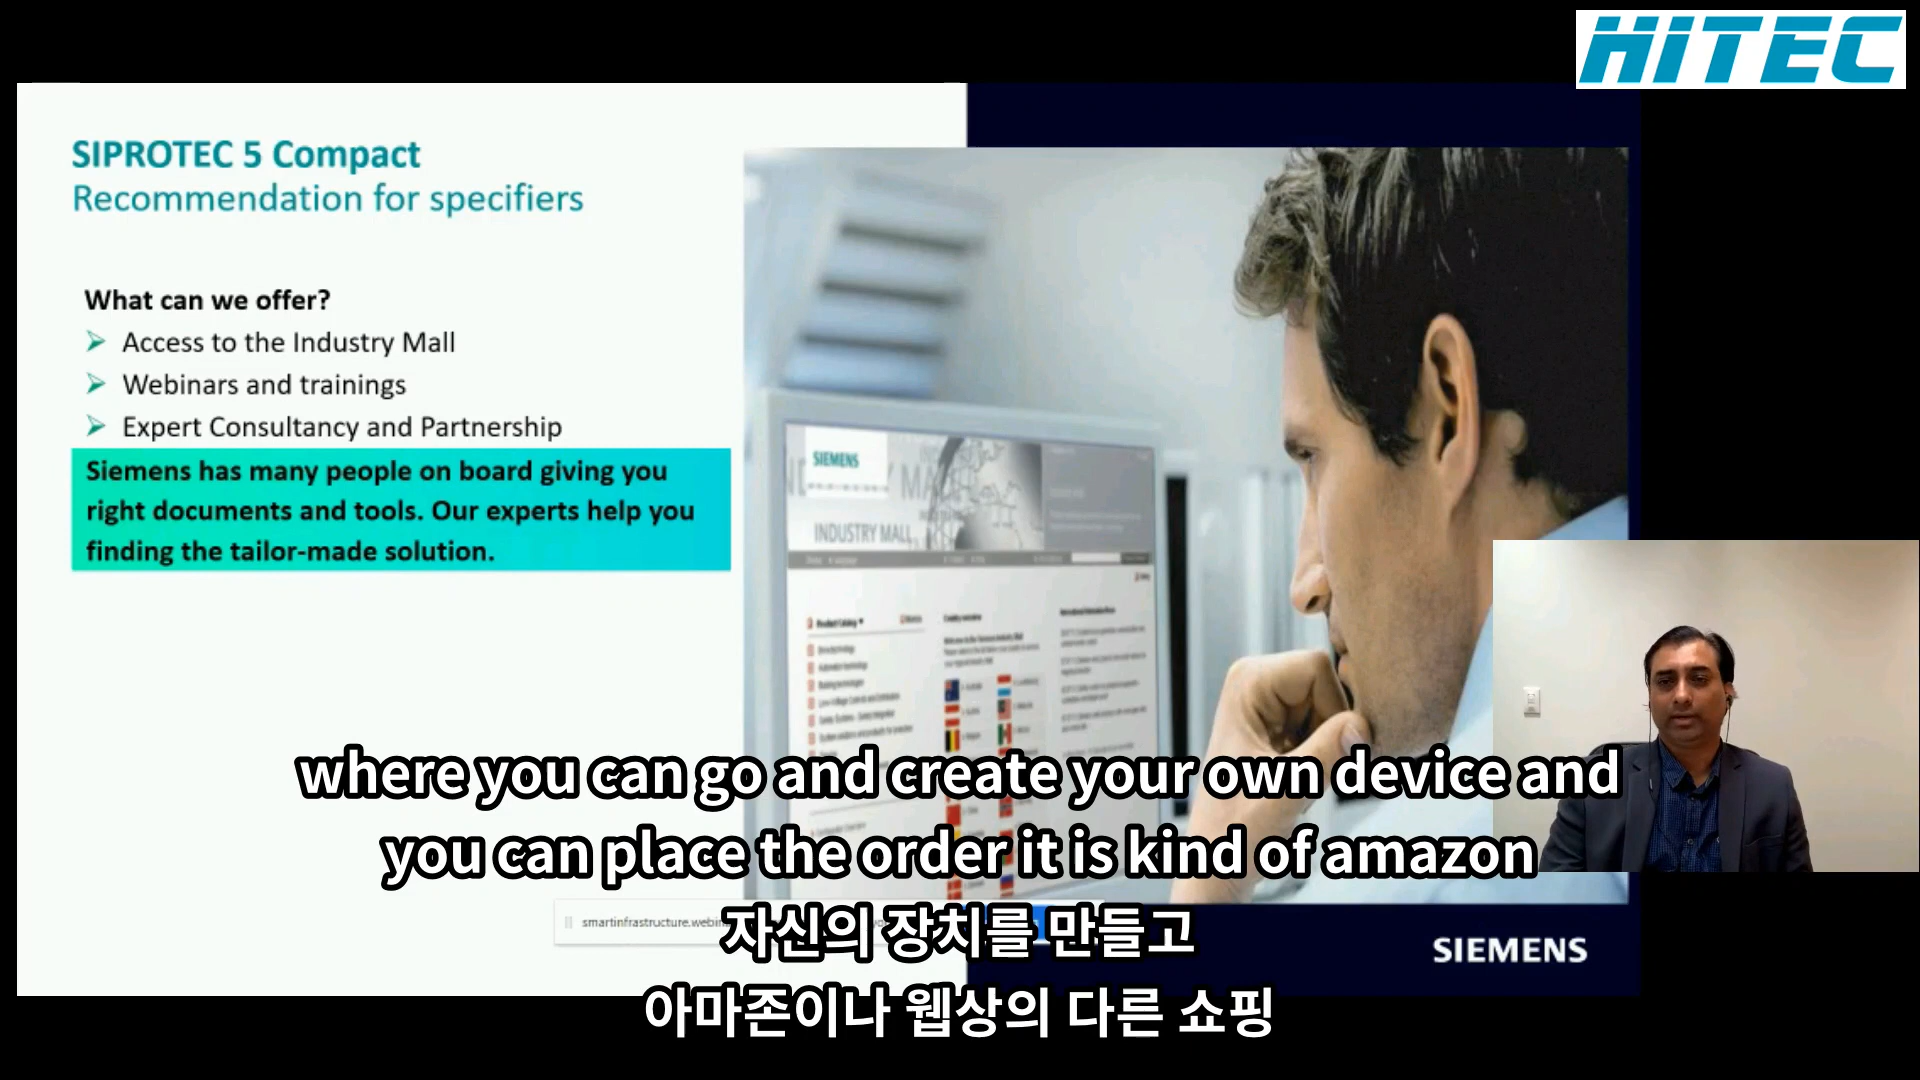 HITEC
SIPROTEC 5 Compact
Recommendation for specifiers
What can we offer?
Access to the Industry Mall
Webinars and trainings
Expert Consultancy and Partnership
Siemens has many people on board giving you
right documents and tools. Our experts help you
finding the tailor-made solution.
SIEMENS
INDUSTRY MALL
where you can go and create your own device and
you can place the order it is kind of amazon
자신의 장치를 만들고
아마존이나 웹상의 다른 쇼핑
SIEMENS